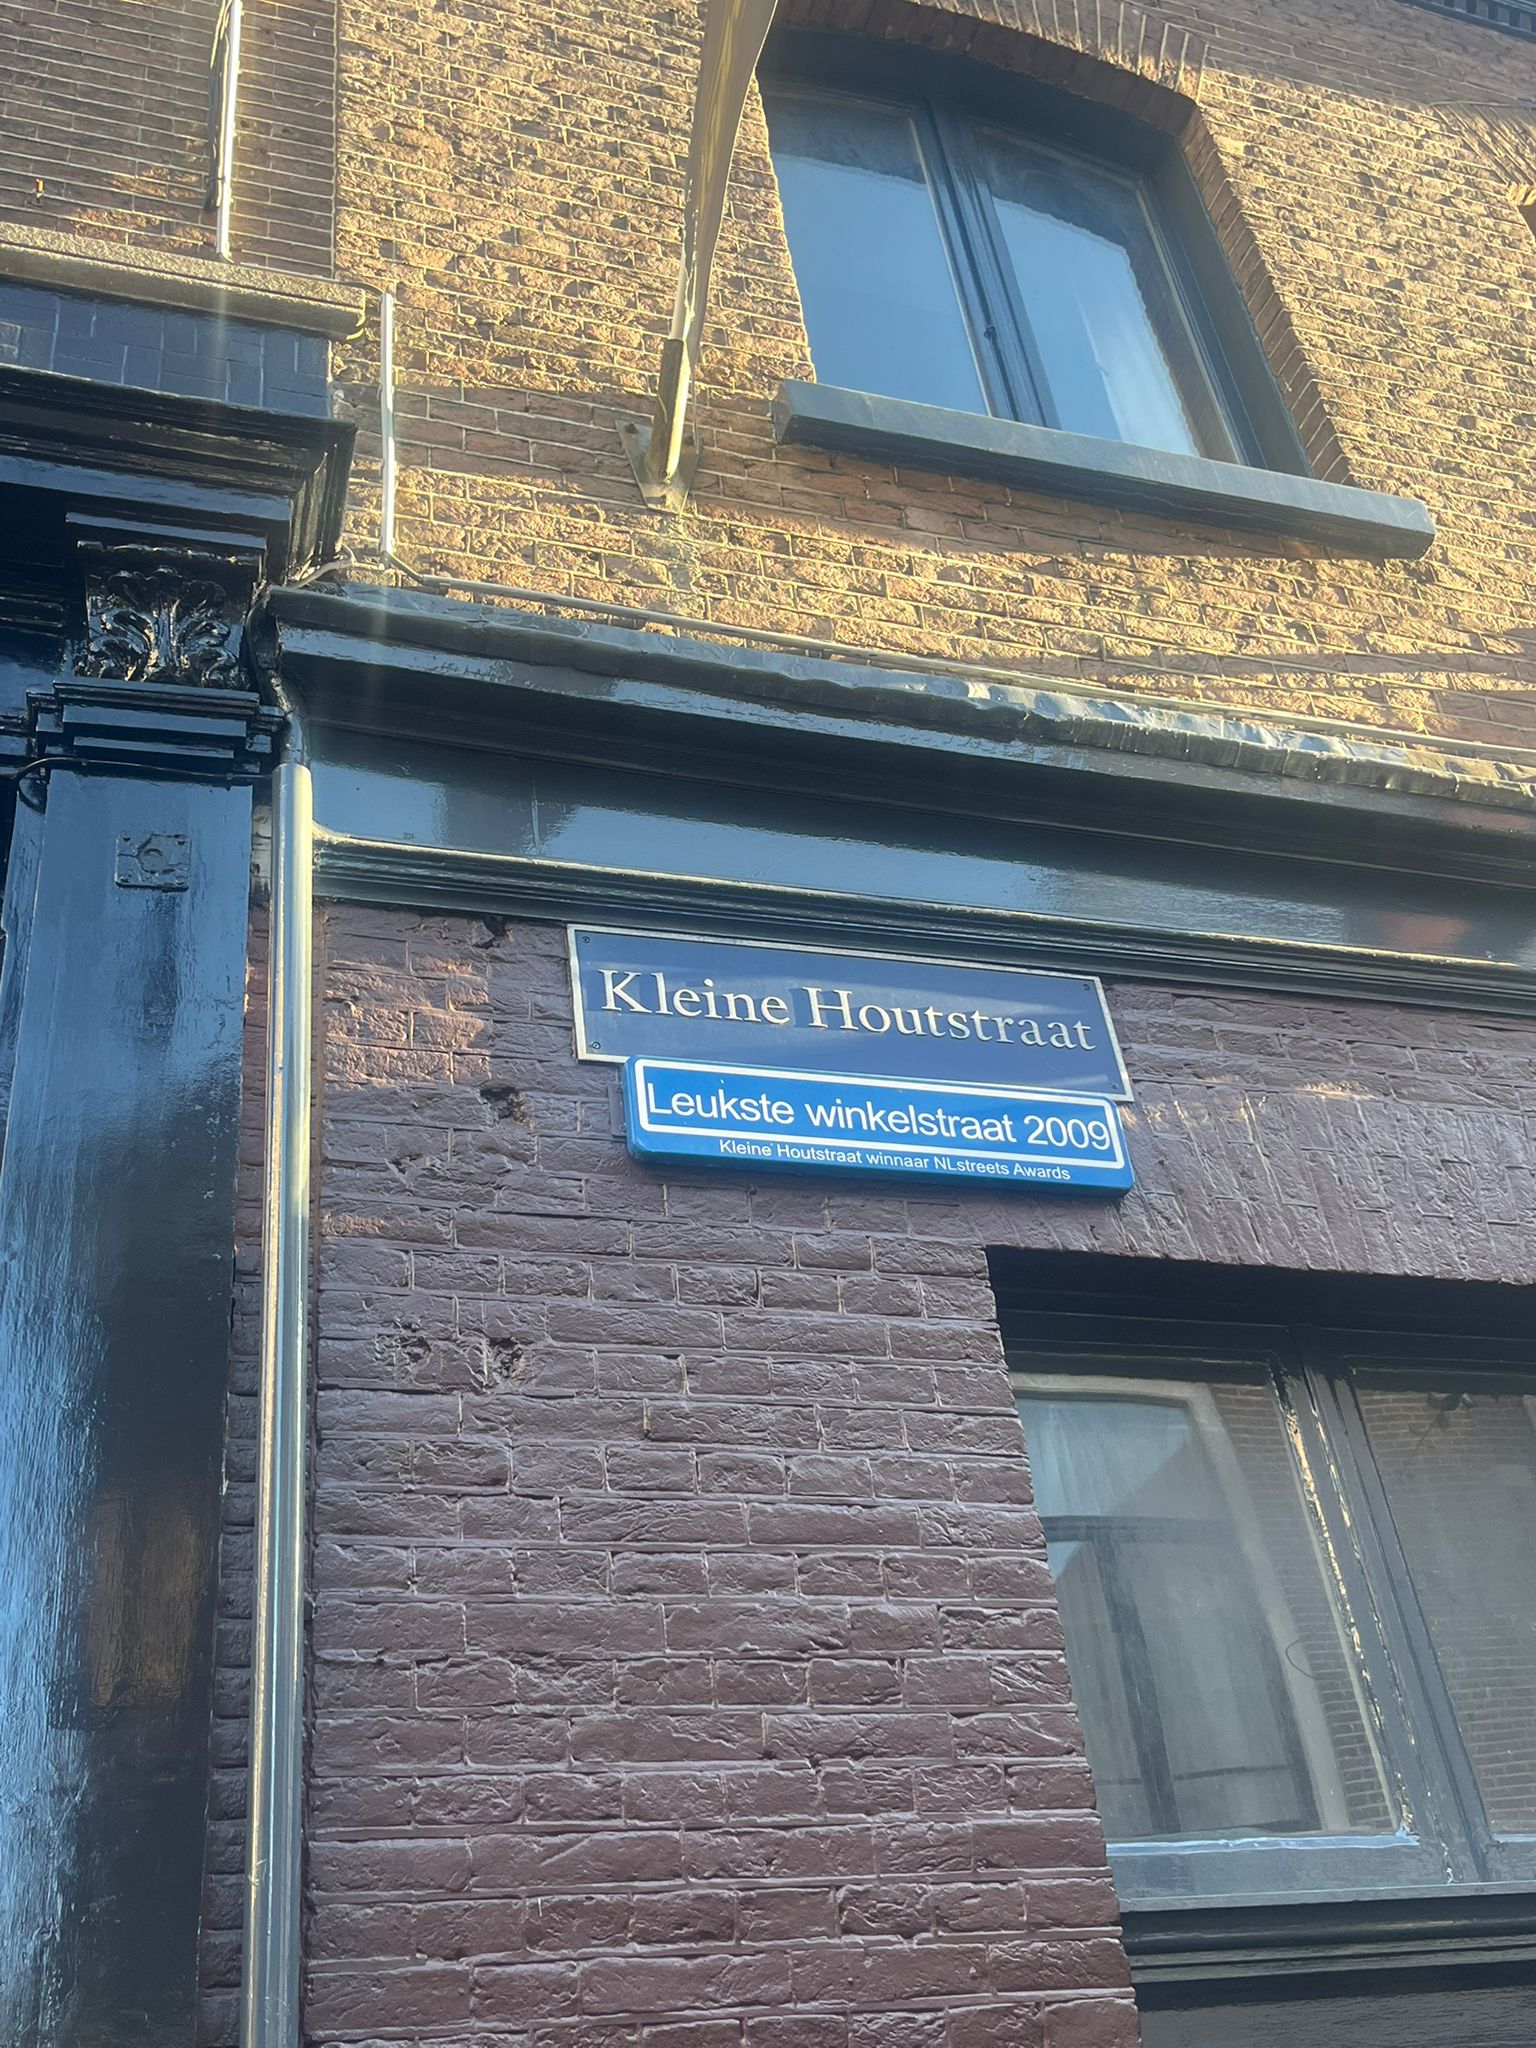 Kleine Houtstraat
Leukste winkelstraat 2009
Kleine Houtstraat winnaar NLstreets Awards